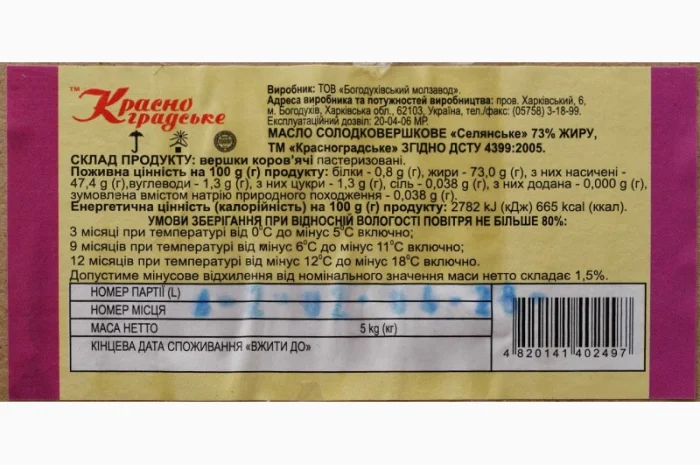 ™ Красно
градське
Виробник: ТОВ «Богодухівський молзавод».
Адреса виробника та потужностей виробництва: пров. Харківський, 6,
м. Богодухів, Харківська обл., 62103, Україна, тел./факс: (05758) 3-18-99.
Експлуатаційний дозвіл: 20-04-06 МР.
МАСЛО СОЛОДКОВЕРШКОВЕ «Селянське» 73% ЖИРУ,
ТМ «Красноградське» ЗГІДНО ДСТУ 4399:2005.
СКЛАД ПРОДУКТУ: вершки коров’ячі пастеризовані.
Поживна цінність на 100 g (г) продукту: білки - 0,8 g (г), жири - 73,0 g (г), з них насичені -
47,4 g (г),вуглеводи - 1,3 g (г), з них цукри - 1,3 g (г), сіль - 0,038 g (г), з них додана - 0,000 g (г),
зумовлена вмістом натрію природного походження - 0,038 g (г).
Енергетична цінність (калорійність) на 100 g (г) продукту: 2782 kJ (кДж) 665 kcal (ккал).
УМОВИ ЗБЕРІГАННЯ ПРИ ВІДНОСНІЙ ВОЛОГОСТІ ПОВІТРЯ НЕ БІЛЬШЕ 80%:
3 місяці при температурі від 0°С до мінус 5°С включно;
9 місяців при температурі від мінус 6°С до мінус 11°С включно;
12 місяців при температурі від мінус 12°С до мінус 18°С включно.
Допустиме мінусове відхилення від номінального значення маси нетто складає 1,5%.
НОМЕР ПАРТІЇ (L)
НОМЕР МІСЦЯ
МАСА НЕТТО 5 kg (кг)
КІНЦЕВА ДАТА СПОЖИВАННЯ «ВЖИТИ ДО»
4 820141 402497